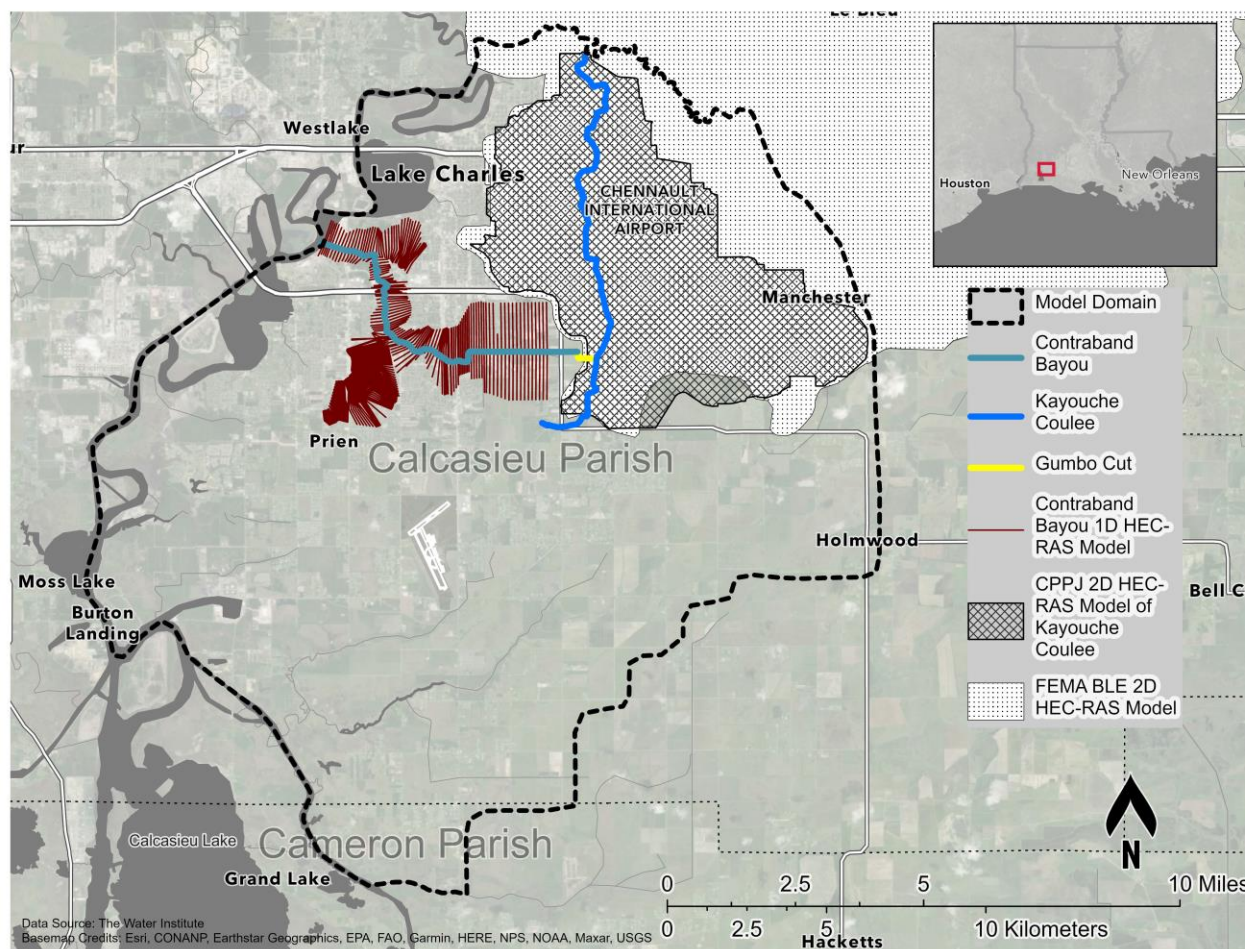 Le Bleu
Westlake
ur
Lake Charles
CHENNAULT
INTERNATIONAL
AIRPORT
Houston
New Orleans
Manchester
Prien
Calcasieu Parish
Holmwood
Moss Lake
Burton
Landing
Bell C
Calcasieu Lake
Cameron Parish
Grand Lake
Hacketts
Model Domain
Contraband
Bayou
Kayouche
Coulee
Gumbo Cut
Contraband
Bayou 1D HEC-
RAS Model
CPPJ 2D HEC-
RAS Model of
Kayouche
Coulee
FEMA BLE 2D
HEC-RAS Model
N
0 2.5 5 10 Miles
0 2.5 5 10 Kilometers
Data Source: The Water Institute
Basemap Credits: Esri, CONANP, Earthstar Geographics, EPA, FAO, Garmin, HERE, NPS, NOAA, Maxar, USGS